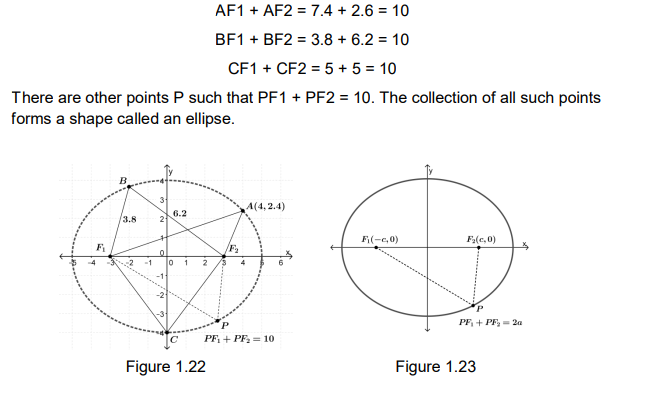 AF1 + AF2 = 7.4 + 2.6 = 10
BF1 + BF2 = 3.8 + 6.2 = 10
CF1 + CF2 = 5 + 5 = 10
There are other points P such that PF1 + PF2 = 10. The collection of all such points
forms a shape called an ellipse.
y
B
4
3
A(4, 2.4)
3.8
2
6.2
1
F₁
F₂
0
x
-5 -4 -3 -2 -1 0 1 2 3 4 5 6
-1
-2
-3
P
-4
C
PF₁ + PF₂ = 10
Figure 1.22
y
F₁(−c, 0)
F₂(c, 0)
x
P
PF₁ + PF₂ = 2a
Figure 1.23